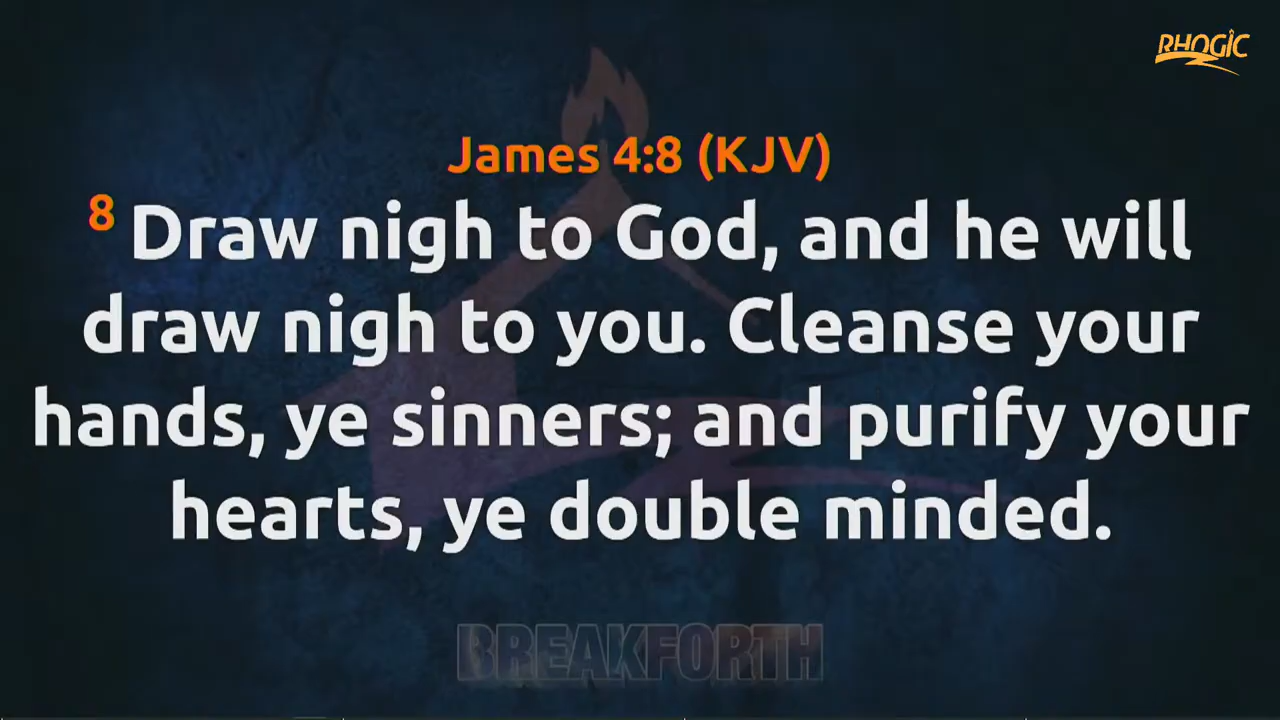 RHOGIC
James 4:8 (KJV)
8 Draw nigh to God, and he will
draw nigh to you. Cleanse your
hands, ye sinners; and purify your
hearts, ye double minded.
BREAKFORTH